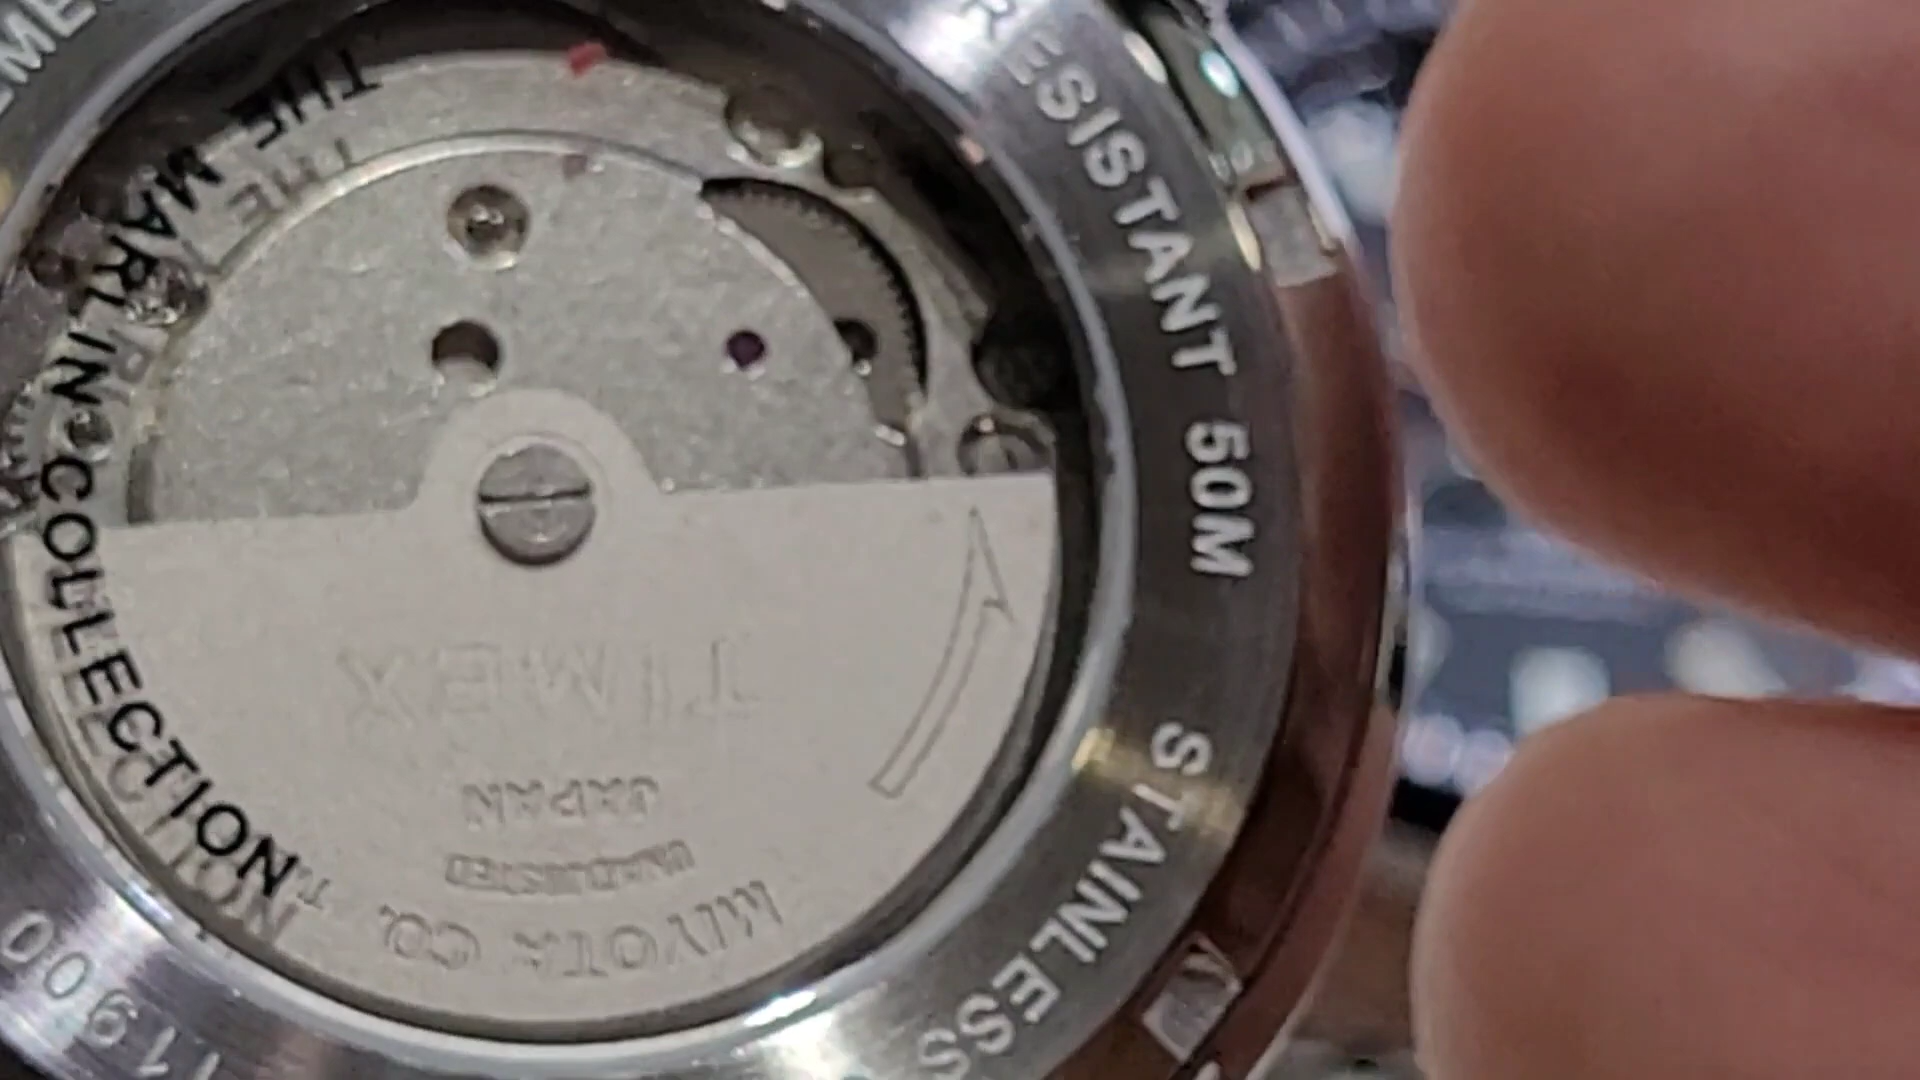 RESISTANT 50M
STAINLESS
THE MARLIN COLLECTION
TIMEX
JAPAN
UNADJUSTED
MIYOTA CO.